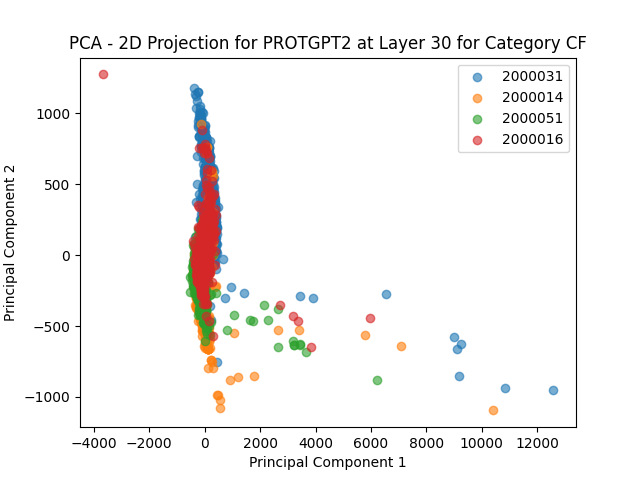 PCA - 2D Projection for PROTGPT2 at Layer 30 for Category CF
2000031
2000014
2000051
2000016
1000
500
0
−500
−1000
Principal Component 2
−4000 −2000 0 2000 4000 6000 8000 10000 12000
Principal Component 1